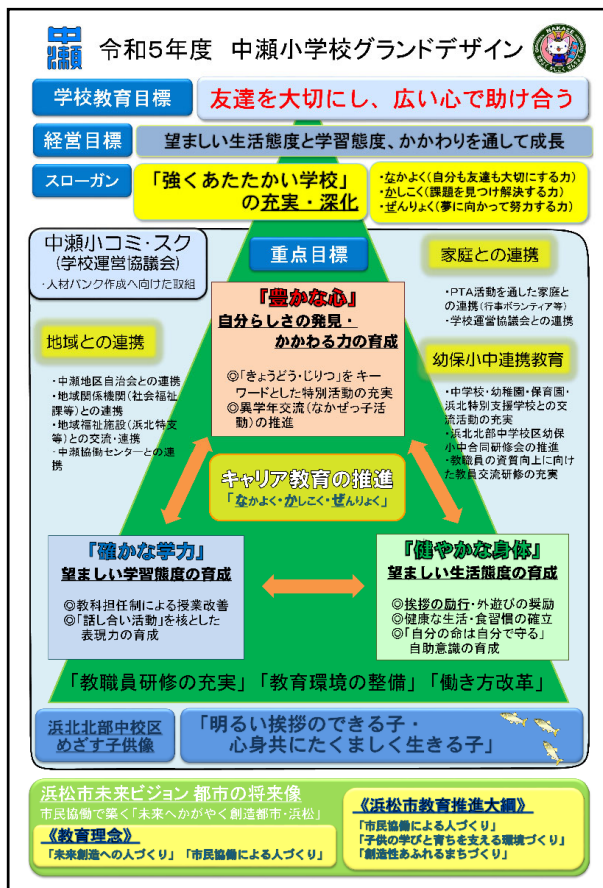 中瀬
令和5年度 中瀬小学校グランドデザイン
NAKAZE
学校教育目標
友達を大切にし、広い心で助け合う
経営目標
望ましい生活態度と学習態度、かかわりを通して成長
スローガン
「強くあたたかい学校」
の充実・深化
・なかよく(自分も友達も大切にする力)
・かしこく(課題を見つけ解決する力)
・ぜんりょく(夢に向かって努力する力)
中瀬小コミ・スク
(学校運営協議会)
・人材バンク作成へ向けた取組
重点目標
家庭との連携
・PTA活動を通した家庭と
の連携(行事ボランティア等)
・学校運営協議会との連携
「豊かな心」
自分らしさの発見・
かかわる力の育成
◎「きょうどう・じりつ」をキー
ワードとした特別活動の充実
◎異学年交流(なかぜっ子活
動)の推進
地域との連携
・中瀬地区自治会との連携
・地域関係機関(社会福祉
課等)との連携
・地域福祉施設(浜北特支
等)との交流・連携
・中瀬協働センターとの連
携
幼保小中連携教育
・中学校・幼稚園・保育園・
浜北特別支援学校との交
流活動の充実
・浜北北部中学校区幼保
小中合同研修会の推進
・教職員の資質向上に向け
た教員交流研修の充実
キャリア教育の推進
「なかよく・かしこく・ぜんりょく」
「確かな学力」
望ましい学習態度の育成
◎教科担任制による授業改善
◎「話し合い活動」を核とした
表現力の育成
「健やかな身体」
望ましい生活態度の育成
◎挨拶の励行・外遊びの奨励
◎健康な生活・食習慣の確立
◎「自分の命は自分で守る」
自助意識の育成
「教職員研修の充実」「教育環境の整備」「働き方改革」
浜北北部中校区
めざす子供像
「明るい挨拶のできる子・
心身共にたくましく生きる子」
浜松市未来ビジョン 都市の将来像
市民協働で築く「未来へかがやく創造都市・浜松」
《教育理念》
「未来創造への人づくり」「市民協働による人づくり」
《浜松市教育推進大綱》
「市民協働による人づくり」
「子供の学びと育ちを支える環境づくり」
「創造性あふれるまちづくり」